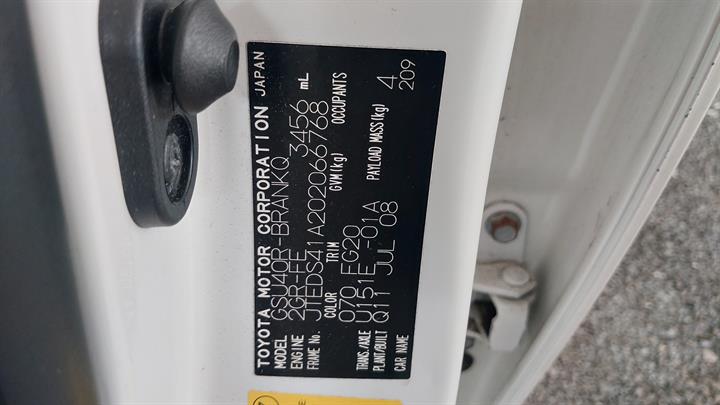 TOYOTA MOTOR CORPORATION JAPAN
MODEL GSU40R-BRANKQ
ENGINE 2GR-FE 3456 mL
FRAME No. JTEDS41A202066768
COLOR TRIM GVM(kg) OCCUPANTS 4
070 FG20 PAYLOAD MASS(kg) 209
TRANS./AXLE U151E -01A
PLANT/BUILT Q11 JUL 08
CAR NAME